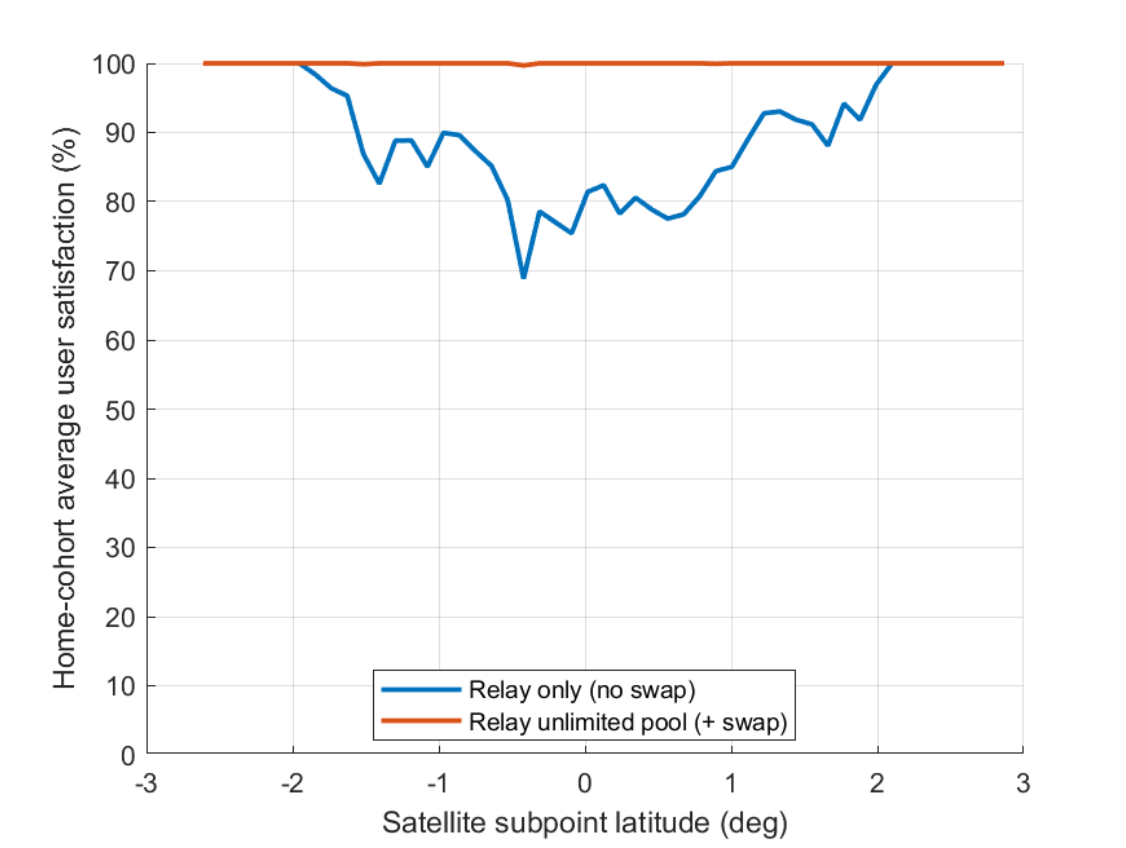 Home-cohort average user satisfaction (%)
100
90
80
70
60
50
40
30
20
10
0
-3 -2 -1 0 1 2 3
Relay only (no swap)
Relay unlimited pool (+ swap)
Satellite subpoint latitude (deg)